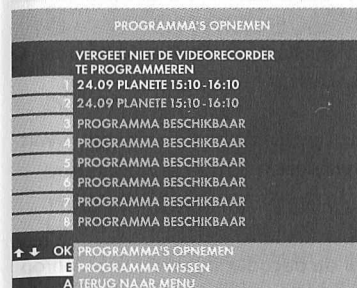 PROGRAMMA'S OPNEMEN
VERGEET NIET DE VIDEORECORDER
TE PROGRAMMEREN
1 24.09 PLANETE 15:10-16:10
2 24.09 PLANETE 15:10-16:10
3 PROGRAMMA BESCHIKBAAR
4 PROGRAMMA BESCHIKBAAR
5 PROGRAMMA BESCHIKBAAR
6 PROGRAMMA BESCHIKBAAR
7 PROGRAMMA BESCHIKBAAR
8 PROGRAMMA BESCHIKBAAR
OK PROGRAMMA'S OPNEMEN
E PROGRAMMA WISSEN
A TERUG NAAR MENU